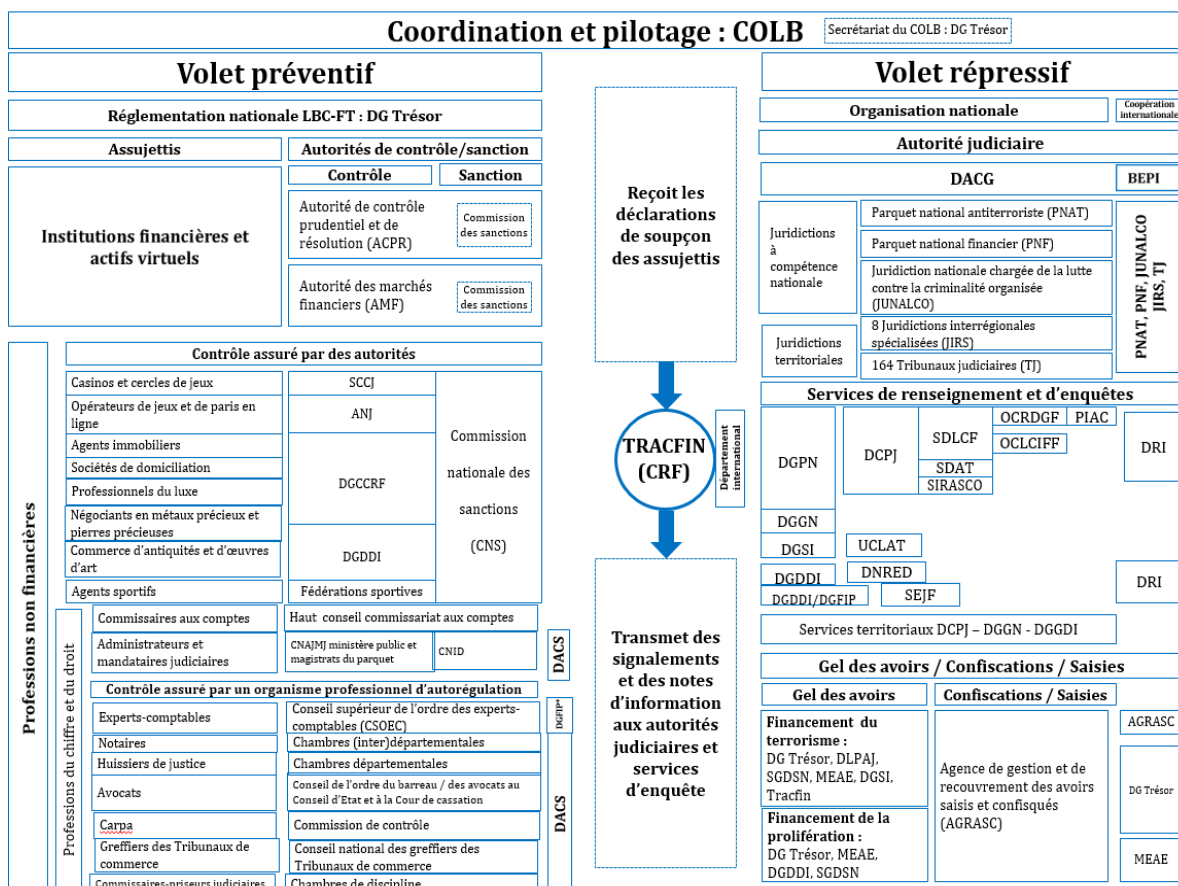 Coordination et pilotage : COLB
Secrétariat du COLB : DG Trésor
Volet préventif
Réglementation nationale LBC-FT : DG Trésor
Assujettis
Autorités de contrôle/sanction
Contrôle
Sanction
Institutions financières et
actifs virtuels
Autorité de contrôle
prudentiel et de
résolution (ACPR)
Commission
des sanctions
Autorité des marchés
financiers (AMF)
Commission
des sanctions
Professions non financières
Contrôle assuré par des autorités
Casinos et cercles de jeux
SCCJ
Opérateurs de jeux et de paris en
ligne
ANJ
Agents immobiliers
Sociétés de domiciliation
Professionnels du luxe
DGCCRF
Négociants en métaux précieux et
pierres précieuses
Commerce d'antiquités et d'œuvres
d'art
DGDDI
Agents sportifs
Fédérations sportives
Commission
nationale des
sanctions
(CNS)
Professions du chiffre et du droit
Commissaires aux comptes
Haut conseil commissariat aux comptes
Administrateurs et
mandataires judiciaires
CNAJMJ ministère public et
magistrats du parquet
CNID
DACS
Contrôle assuré par un organisme professionnel d'autorégulation
Experts-comptables
Conseil supérieur de l'ordre des experts-
comptables (CSOEC)
DGFIP*
Notaires
Chambres (inter)départementales
Huissiers de justice
Chambres départementales
Avocats
Conseil de l'ordre du barreau / des avocats au
Conseil d'Etat et à la Cour de cassation
Carpa
Commission de contrôle
Greffiers des Tribunaux de
commerce
Conseil national des greffiers des
Tribunaux de commerce
Commissaires-priseurs judiciaires
Chambres de discipline
DACS
Reçoit les
déclarations
de soupçon
des assujettis
TRACFIN
(CRF)
Département
international
Transmet des
signalements
et des notes
d'information
aux autorités
judiciaires et
services
d'enquête
Volet répressif
Organisation nationale
Coopération
internationale
Autorité judiciaire
DACG
BEPI
Juridictions
à
compétence
nationale
Parquet national antiterroriste (PNAT)
Parquet national financier (PNF)
Juridiction nationale chargée de la lutte
contre la criminalité organisée
(JUNALCO)
Juridictions
territoriales
8 Juridictions interrégionales
spécialisées (JIRS)
164 Tribunaux judiciaires (TJ)
PNAT, PNF, JUNALCO
JIRS, TJ
Services de renseignement et d'enquêtes
DGPN
DCPJ
SDLCF
OCRDGF
PIAC
OCLCIFF
SDAT
SIRASCO
DRI
DGGN
DGSI
UCLAT
DGDDI
DNRED
DGDDI/DGFIP
SEJF
DRI
Services territoriaux DCPJ – DGGN - DGGDI
Gel des avoirs / Confiscations / Saisies
Gel des avoirs
Confiscations / Saisies
Financement du
terrorisme :
DG Trésor, DLPAJ,
SGDSN, MEAE, DGSI,
Tracfin
Financement de la
prolifération :
DG Trésor, MEAE,
DGDDI, SGDSN
Agence de gestion et de
recouvrement des avoirs
saisis et confisqués
(AGRASC)
AGRASC
DG Trésor
MEAE